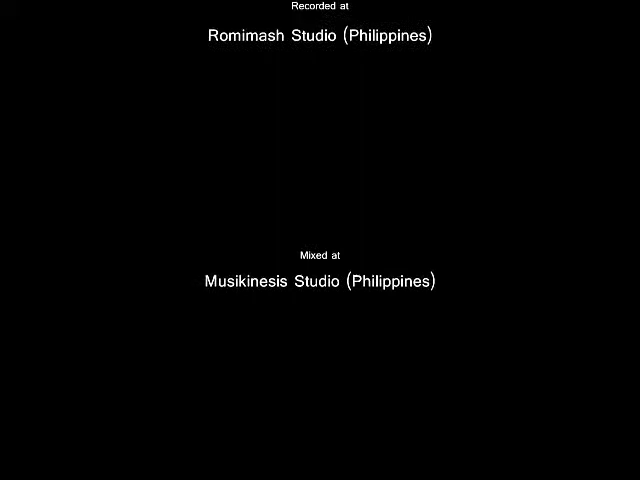 Recorded at
Romimash Studio (Philippines)
Mixed at
Musikinesis Studio (Philippines)